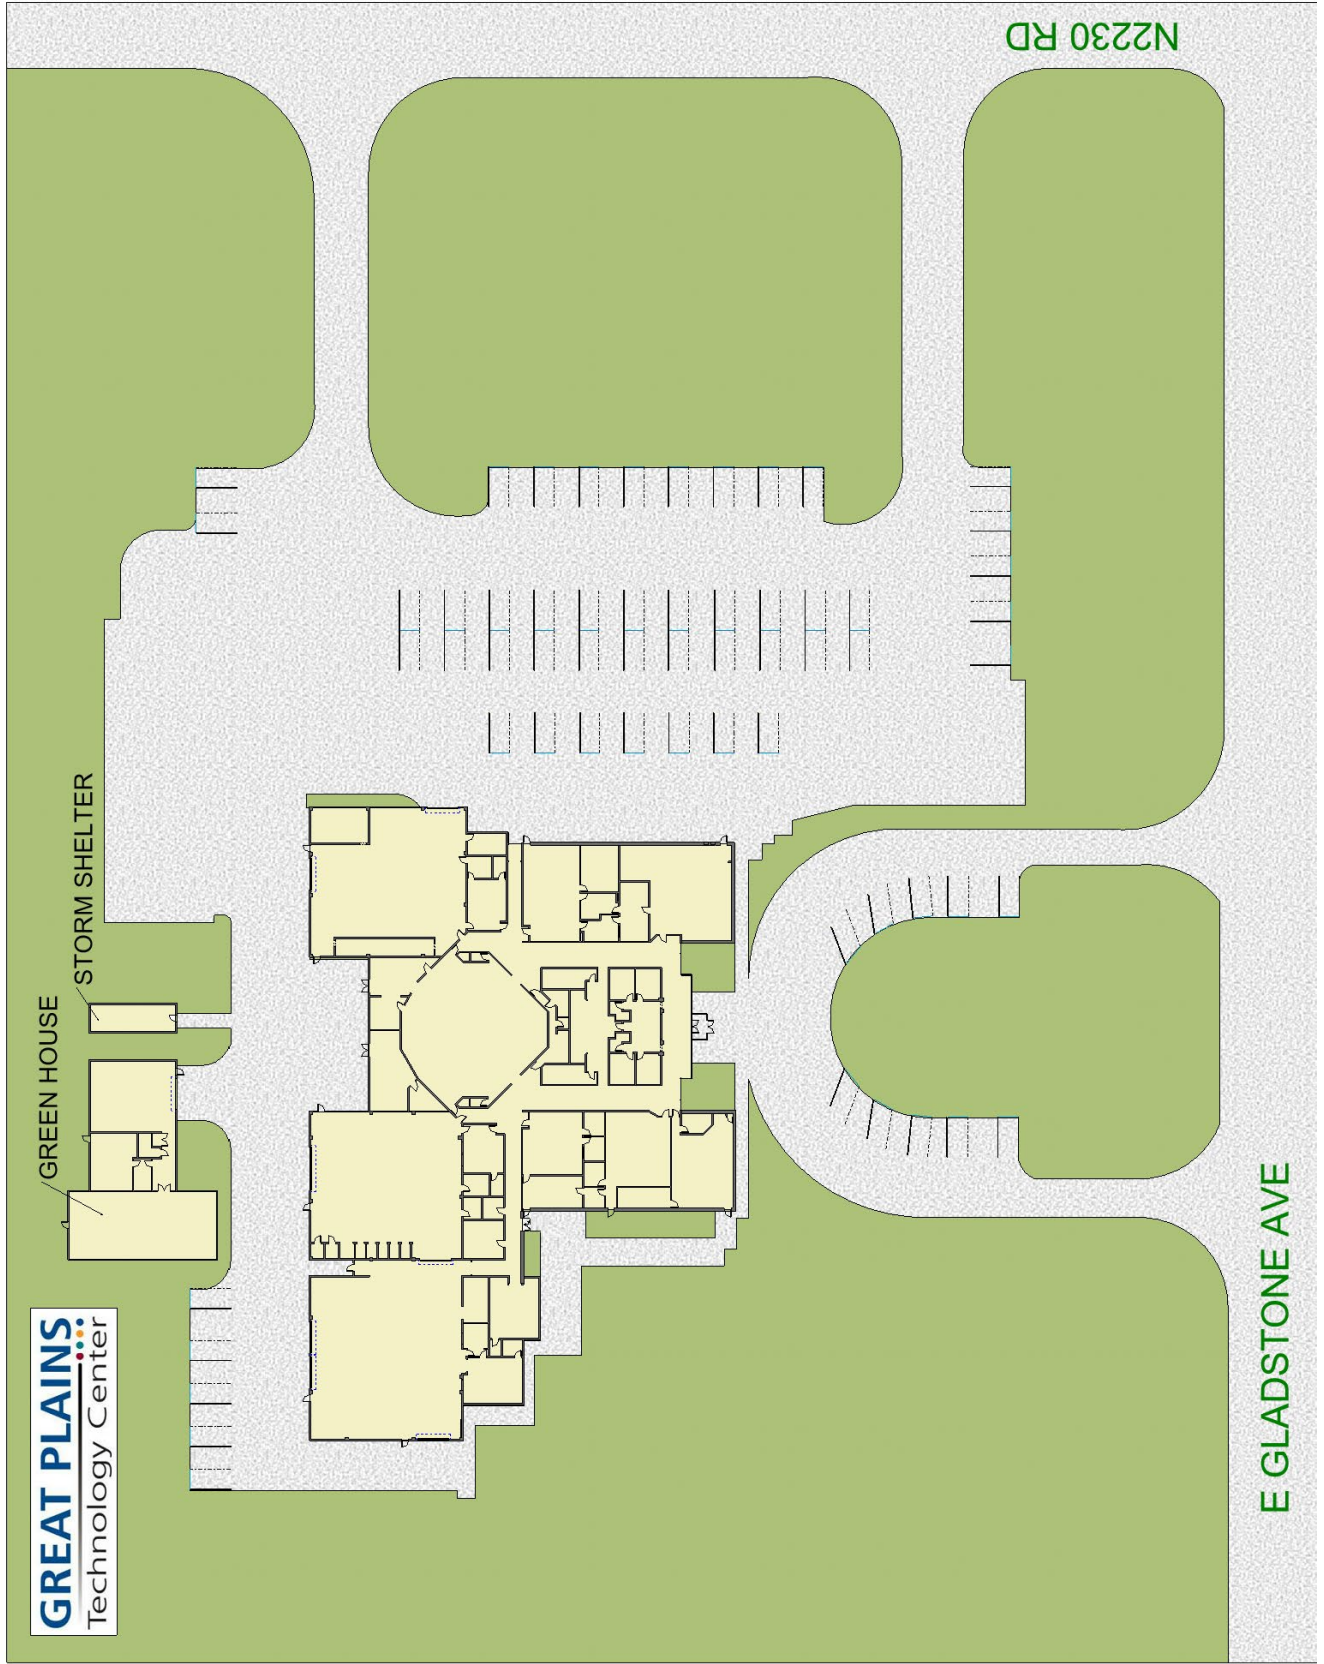 GREAT PLAINS
Technology Center
GREEN HOUSE
STORM SHELTER
E GLADSTONE AVE
N2230 RD